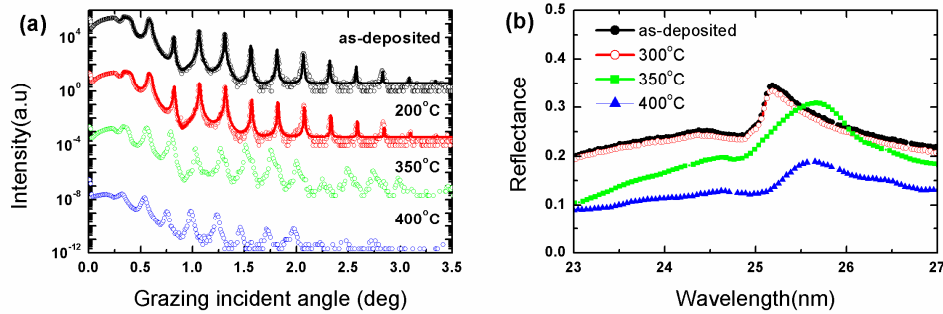 (a)
Intensity(a.u)
10^4
10^0
10^-4
10^-8
10^-12
as-deposited
200°C
350°C
400°C
0.0 0.5 1.0 1.5 2.0 2.5 3.0 3.5
Grazing incident angle (deg)
(b)
Reflectance
0.5
0.4
0.3
0.2
0.1
0.0
as-deposited
300°C
350°C
400°C
23 24 25 26 27
Wavelength(nm)